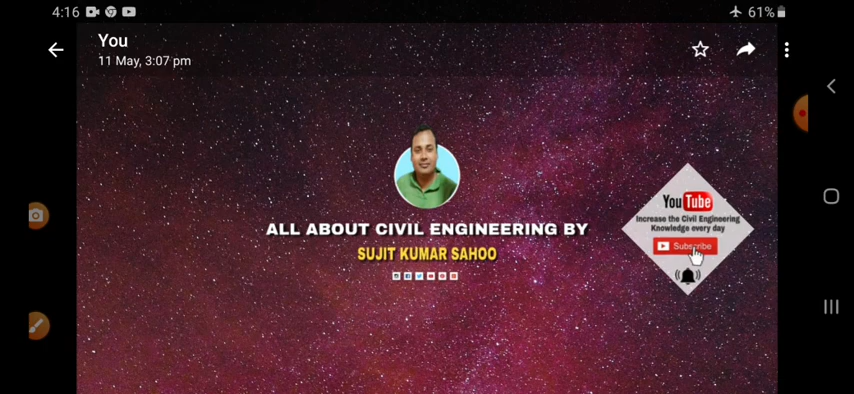 4:16
61%
You
11 May, 3:07 pm
ALL ABOUT CIVIL ENGINEERING BY
SUJIT KUMAR SAHOO
YouTube
Increase the Civil Engineering
Knowledge every day
Subscribe